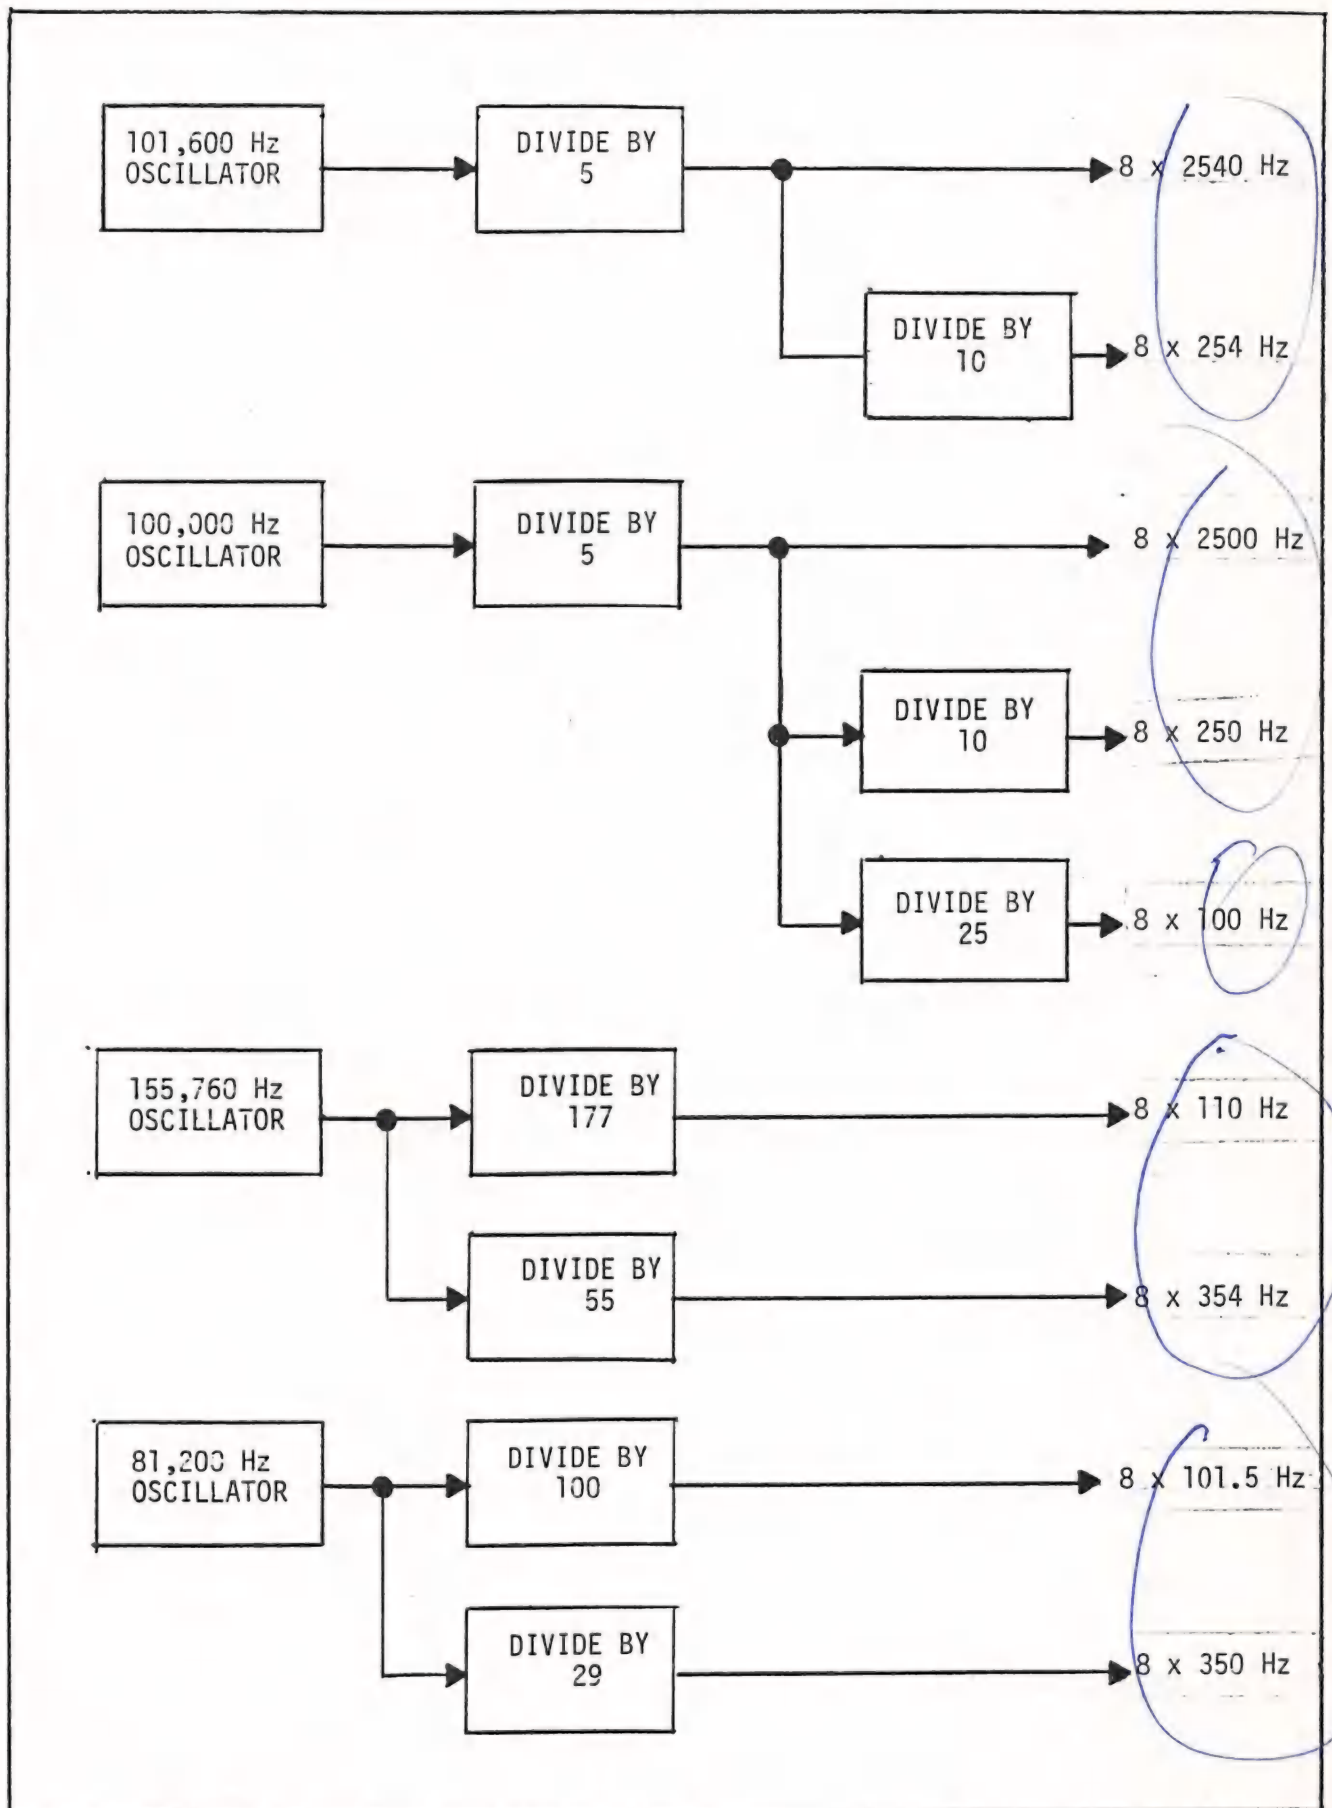 101,600 Hz
OSCILLATOR
DIVIDE BY
5
8 x 2540 Hz
DIVIDE BY
10
8 x 254 Hz
100,000 Hz
OSCILLATOR
DIVIDE BY
5
8 x 2500 Hz
DIVIDE BY
10
8 x 250 Hz
DIVIDE BY
25
8 x 100 Hz
155,760 Hz
OSCILLATOR
DIVIDE BY
177
8 x 110 Hz
DIVIDE BY
55
8 x 354 Hz
81,200 Hz
OSCILLATOR
DIVIDE BY
100
8 x 101.5 Hz
DIVIDE BY
29
8 x 350 Hz